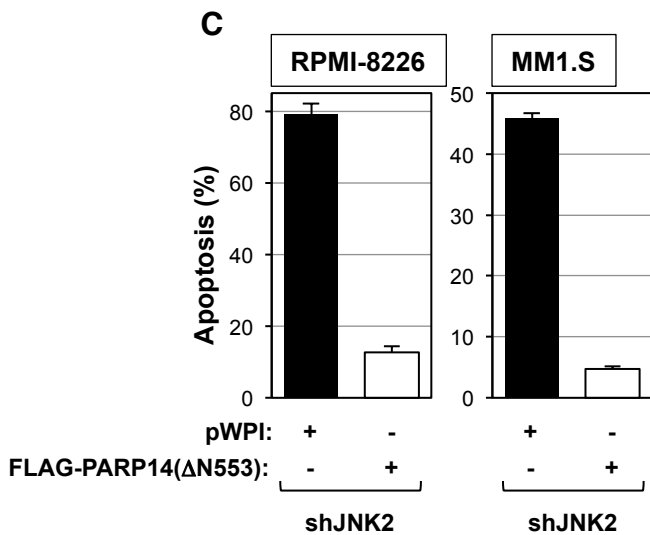 C
RPMI-8226
MM1.S
Apoptosis (%)
80
60
40
20
0
50
40
30
20
10
0
pWPI: + - + -
FLAG-PARP14(ΔN553): - + - +
shJNK2 shJNK2